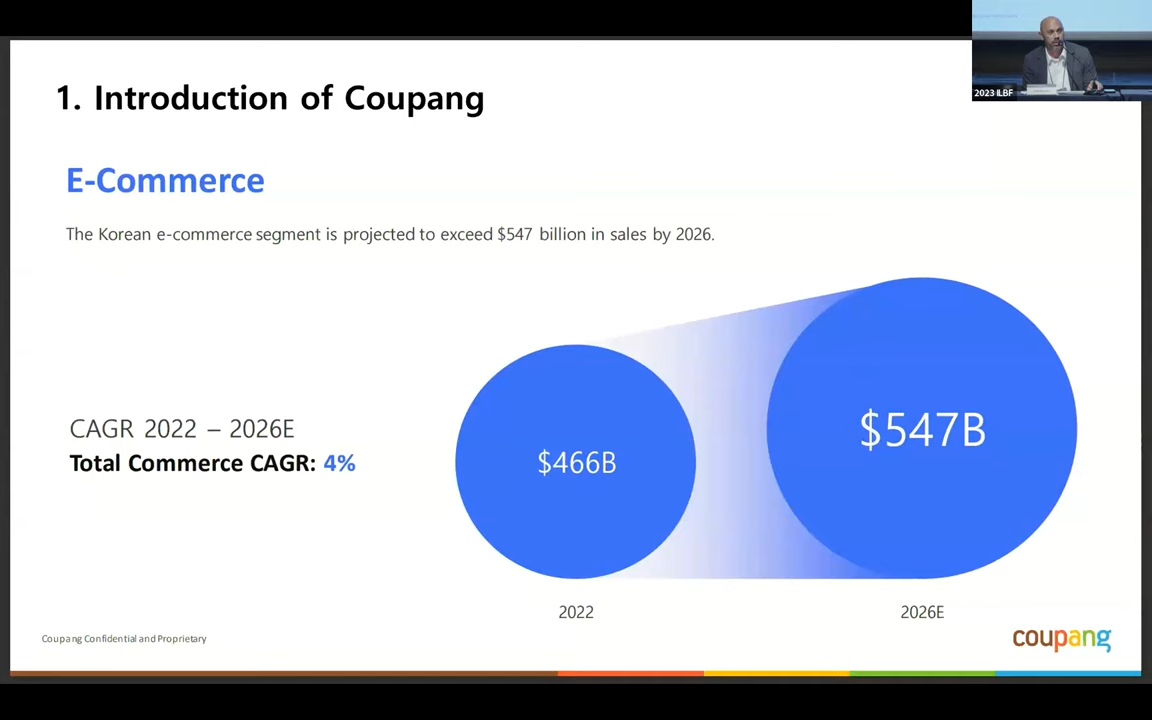 1. Introduction of Coupang
2023 ILBF
E-Commerce
The Korean e-commerce segment is projected to exceed $547 billion in sales by 2026.
CAGR 2022 – 2026E
Total Commerce CAGR: 4%
$466B
$547B
2022
2026E
Coupang Confidential and Proprietary
coupang